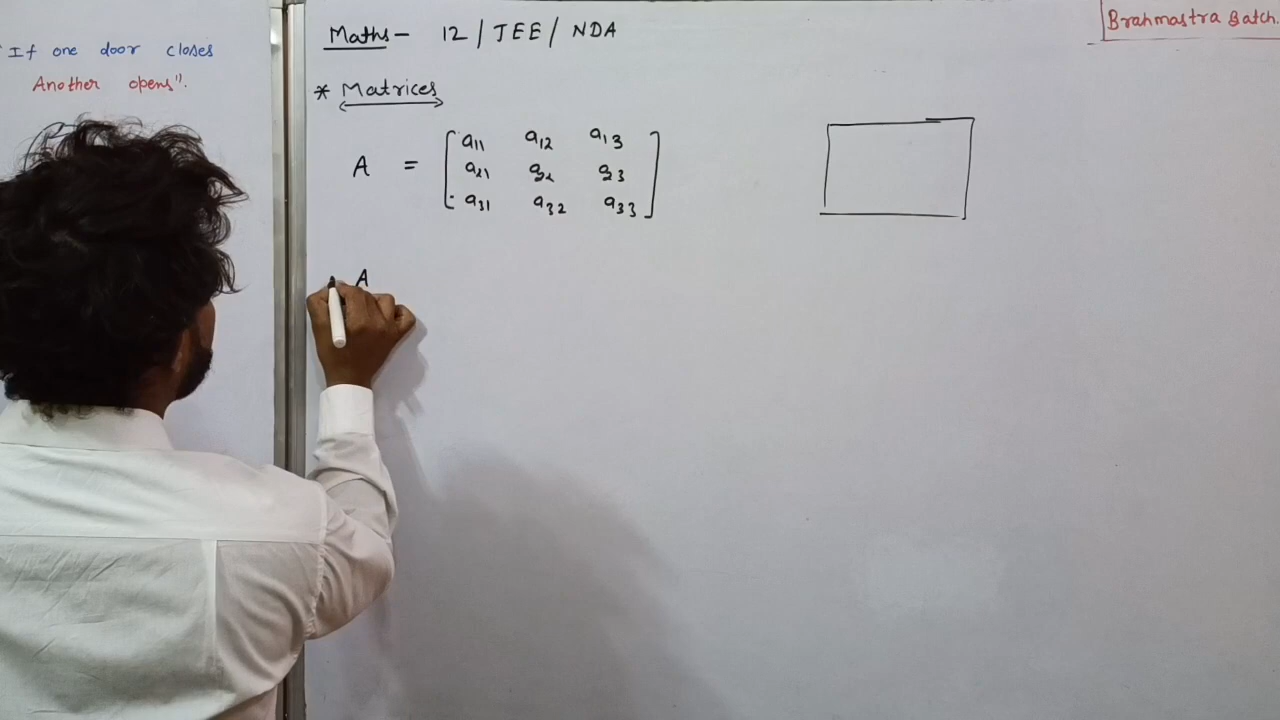 "If one door closes
Another opens".
Maths - 12 / JEE / NDA
Brahmastra Batch
* Matrices
A = [ a11 a12 a13
a21 a22 a23
a31 a32 a33 ]
A